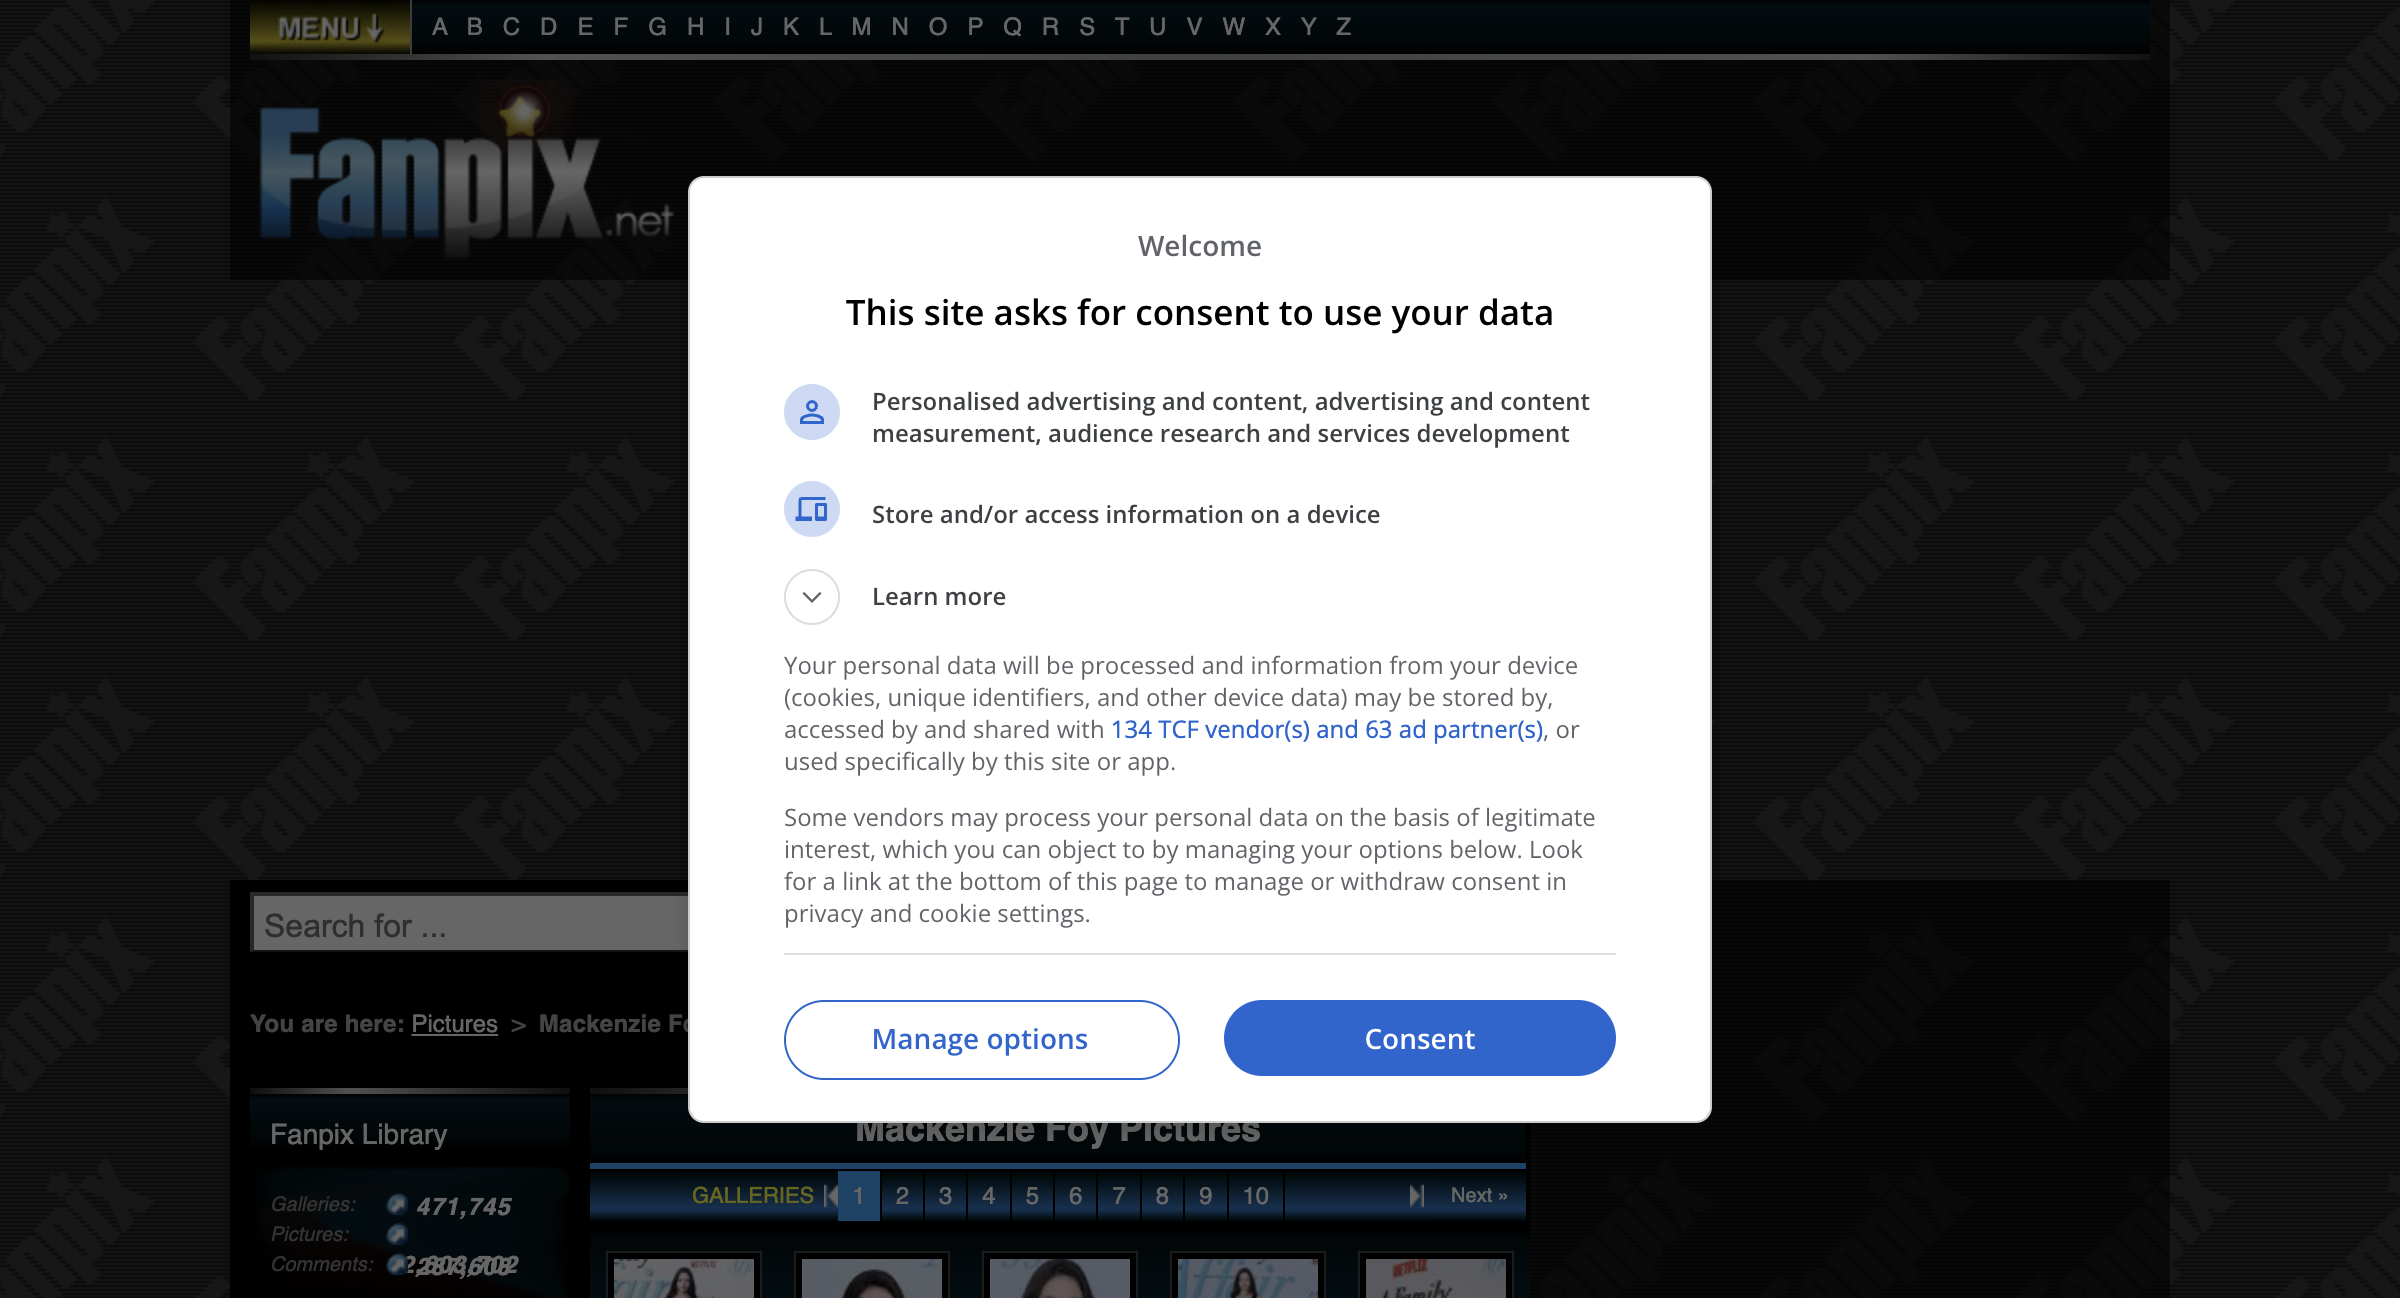 MENU↓ A B C D E F G H I J K L M N O P Q R S T U V W X Y Z
Fanpix.net
Welcome
This site asks for consent to use your data
Personalised advertising and content, advertising and content
measurement, audience research and services development
Store and/or access information on a device
Learn more
Your personal data will be processed and information from your device
(cookies, unique identifiers, and other device data) may be stored by,
accessed by and shared with 134 TCF vendor(s) and 63 ad partner(s), or
used specifically by this site or app.
Some vendors may process your personal data on the basis of legitimate
interest, which you can object to by managing your options below. Look
for a link at the bottom of this page to manage or withdraw consent in
privacy and cookie settings.
Manage options
Consent
Search for ...
You are here: Pictures > Mackenzie
Fanpix Library
Galleries: 471,745
Pictures:
Comments:
Mackenzie Foy Pictures
GALLERIES 1 2 3 4 5 6 7 8 9 10 Next »